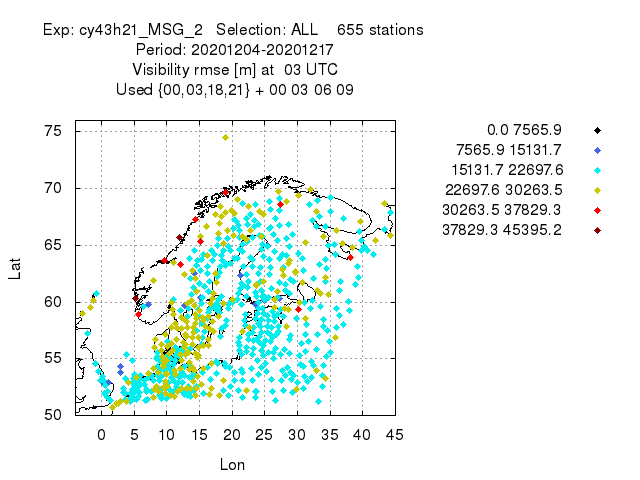 Exp: cy43h21_MSG_2 Selection: ALL 655 stations
Period: 20201204-20201217
Visibility rmse [m] at 03 UTC
Used {00,03,18,21} + 00 03 06 09
0.0 7565.9
7565.9 15131.7
15131.7 22697.6
22697.6 30263.5
30263.5 37829.3
37829.3 45395.2
75
70
65
60
55
50
Lat
0 5 10 15 20 25 30 35 40 45
Lon